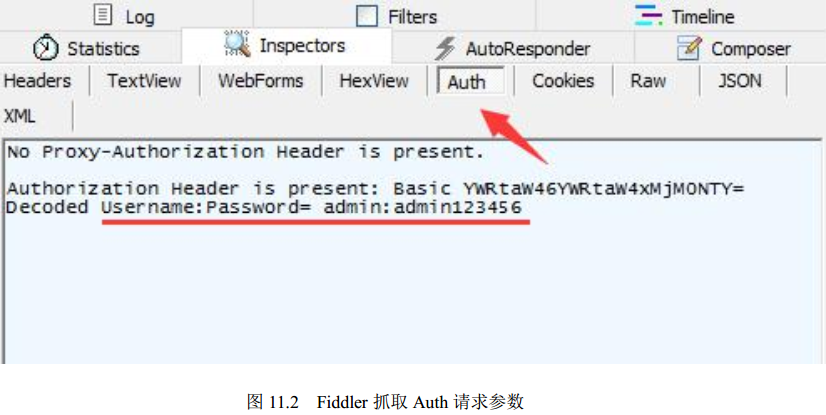 Log Filters Timeline
Statistics Inspectors AutoResponder Composer
Headers TextView WebForms HexView Auth Cookies Raw JSON
XML
No Proxy-Authorization Header is present.
Authorization Header is present: Basic YWRtaW46YWRtaW4xMjM0NTY=
Decoded Username:Password= admin:admin123456
图 11.2 Fiddler 抓取 Auth 请求参数